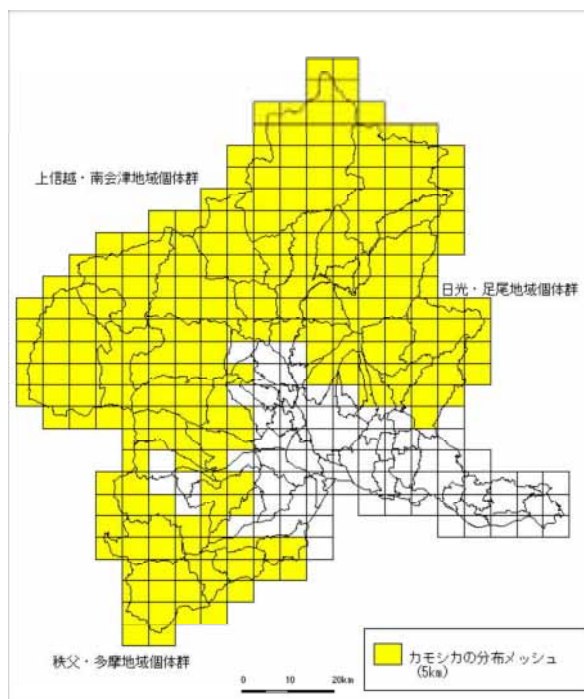 上信越・南会津地域個体群
日光・足尾地域個体群
秩父・多摩地域個体群
カモシカの分布メッシュ
(5km)
0 10 20km